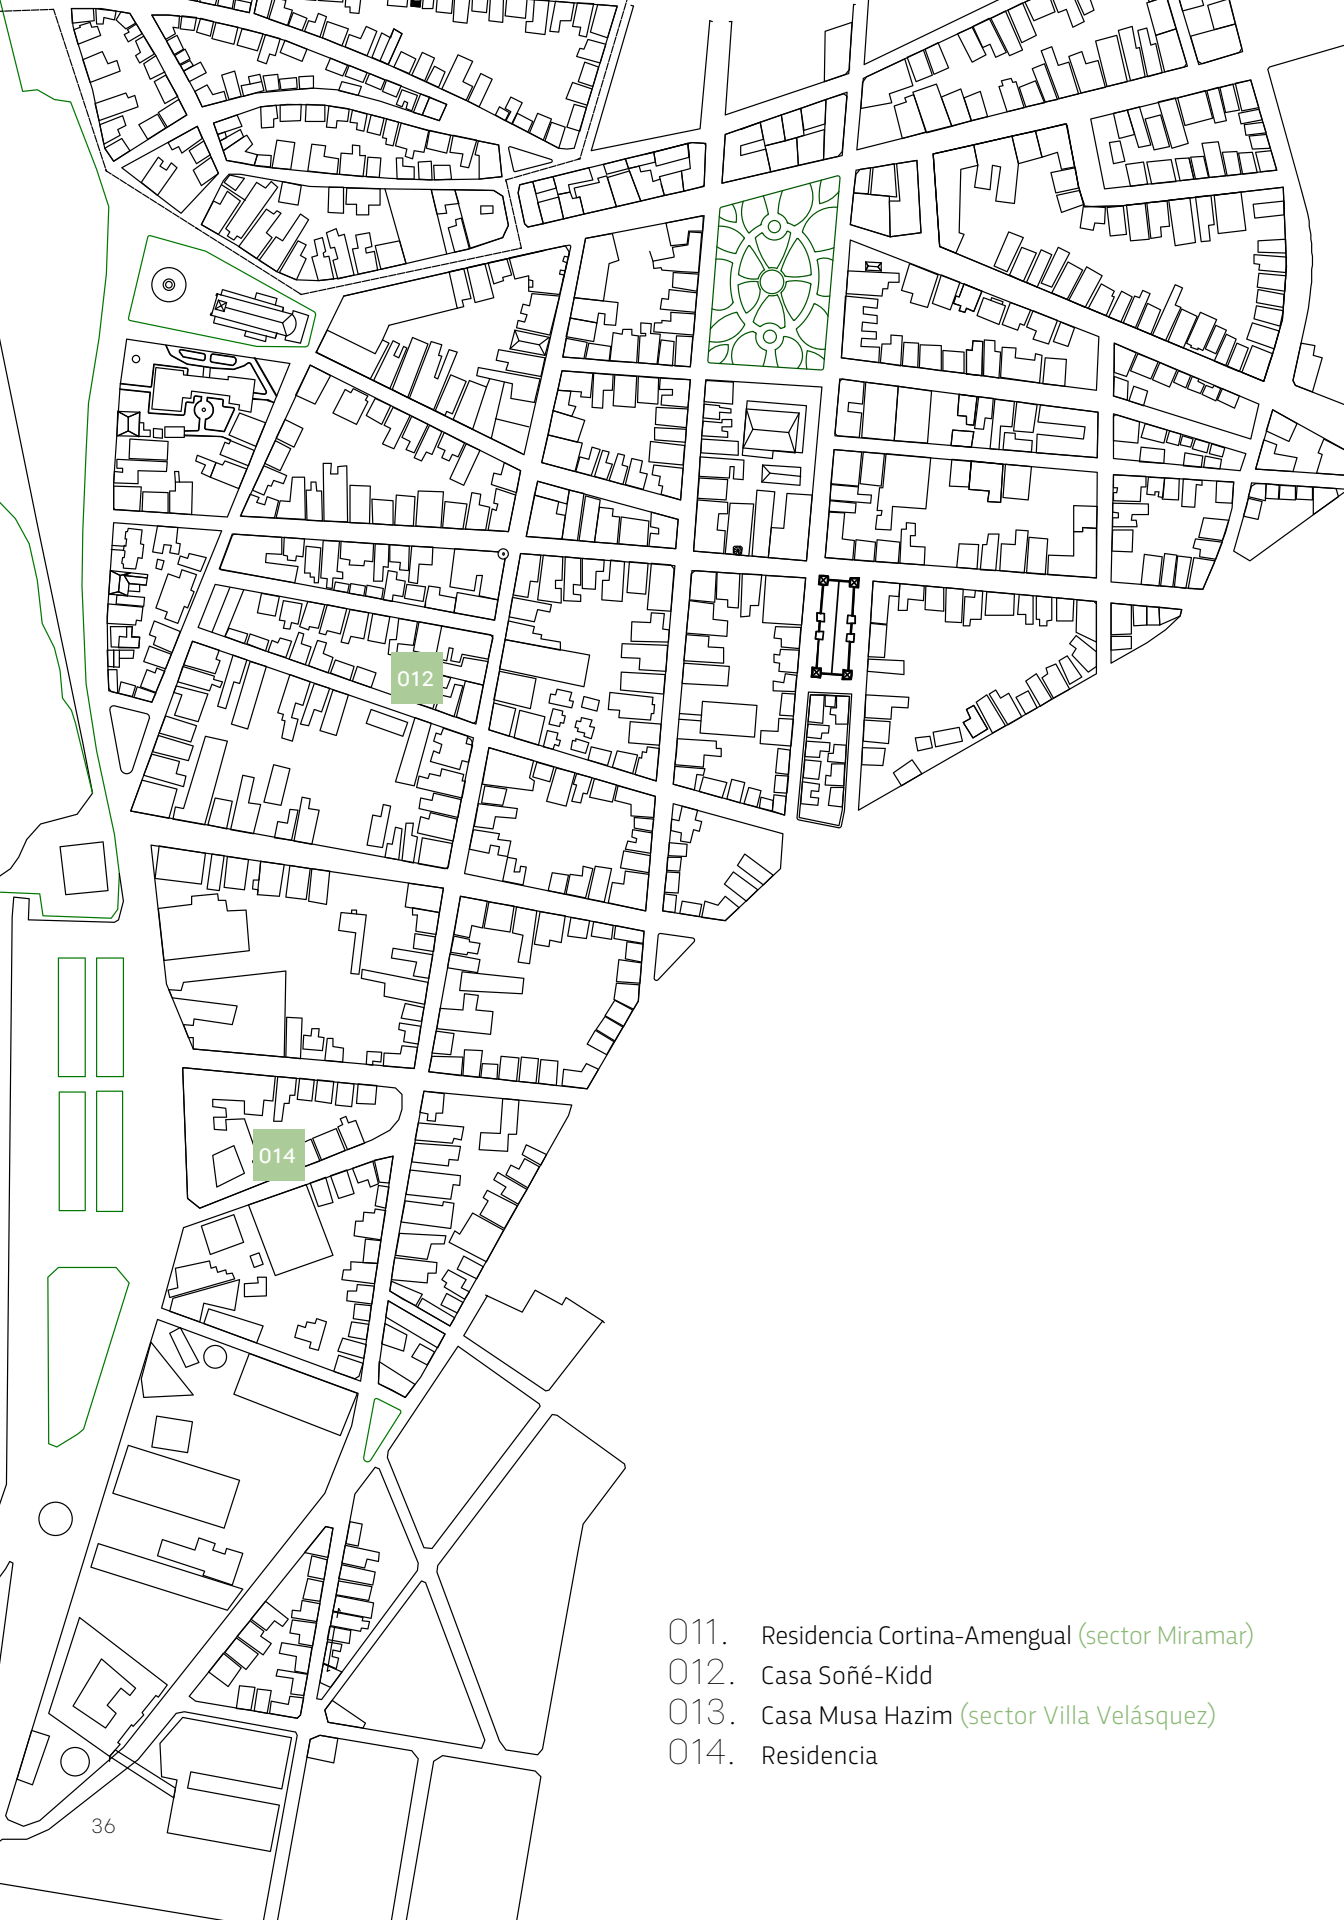 012
014
011. Residencia Cortina-Amengual (sector Miramar)
012. Casa Soñé-Kidd
013. Casa Musa Hazim (sector Villa Velásquez)
014. Residencia
36